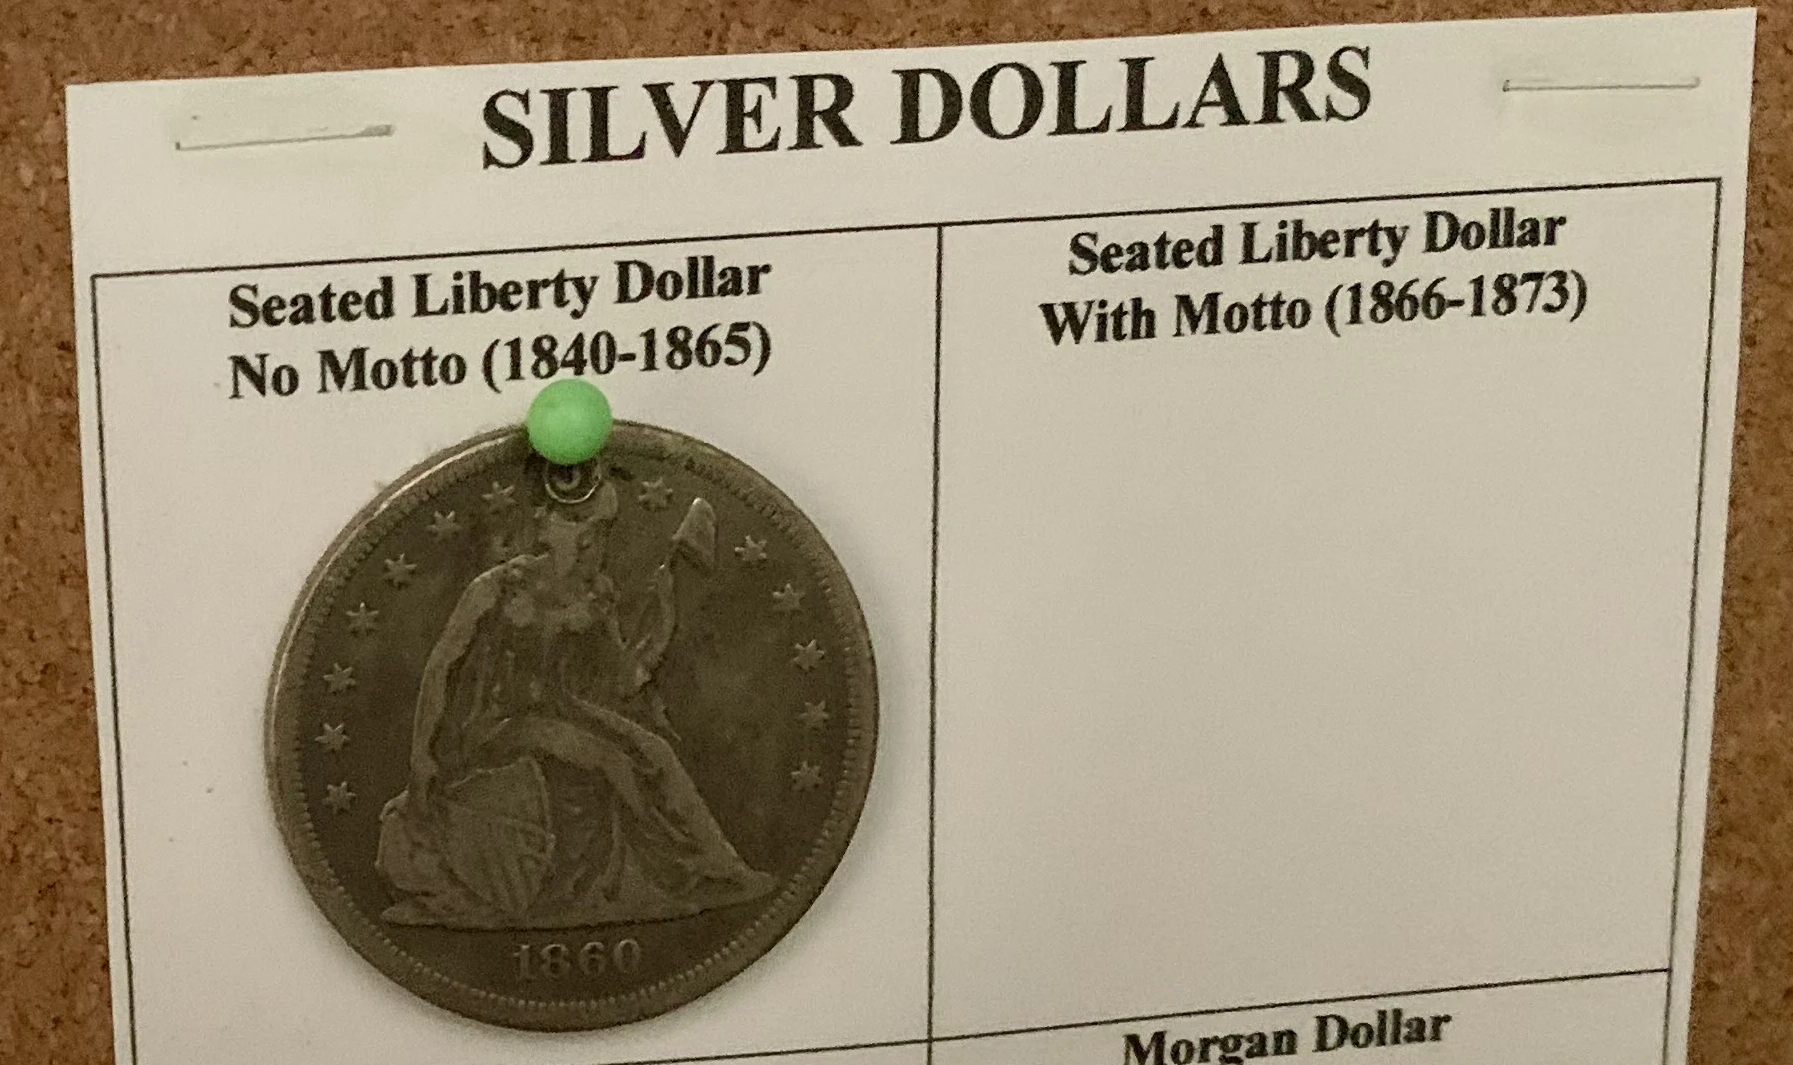 SILVER DOLLARS
Seated Liberty Dollar
No Motto (1840-1865)
Seated Liberty Dollar
With Motto (1866-1873)
1860
Morgan Dollar